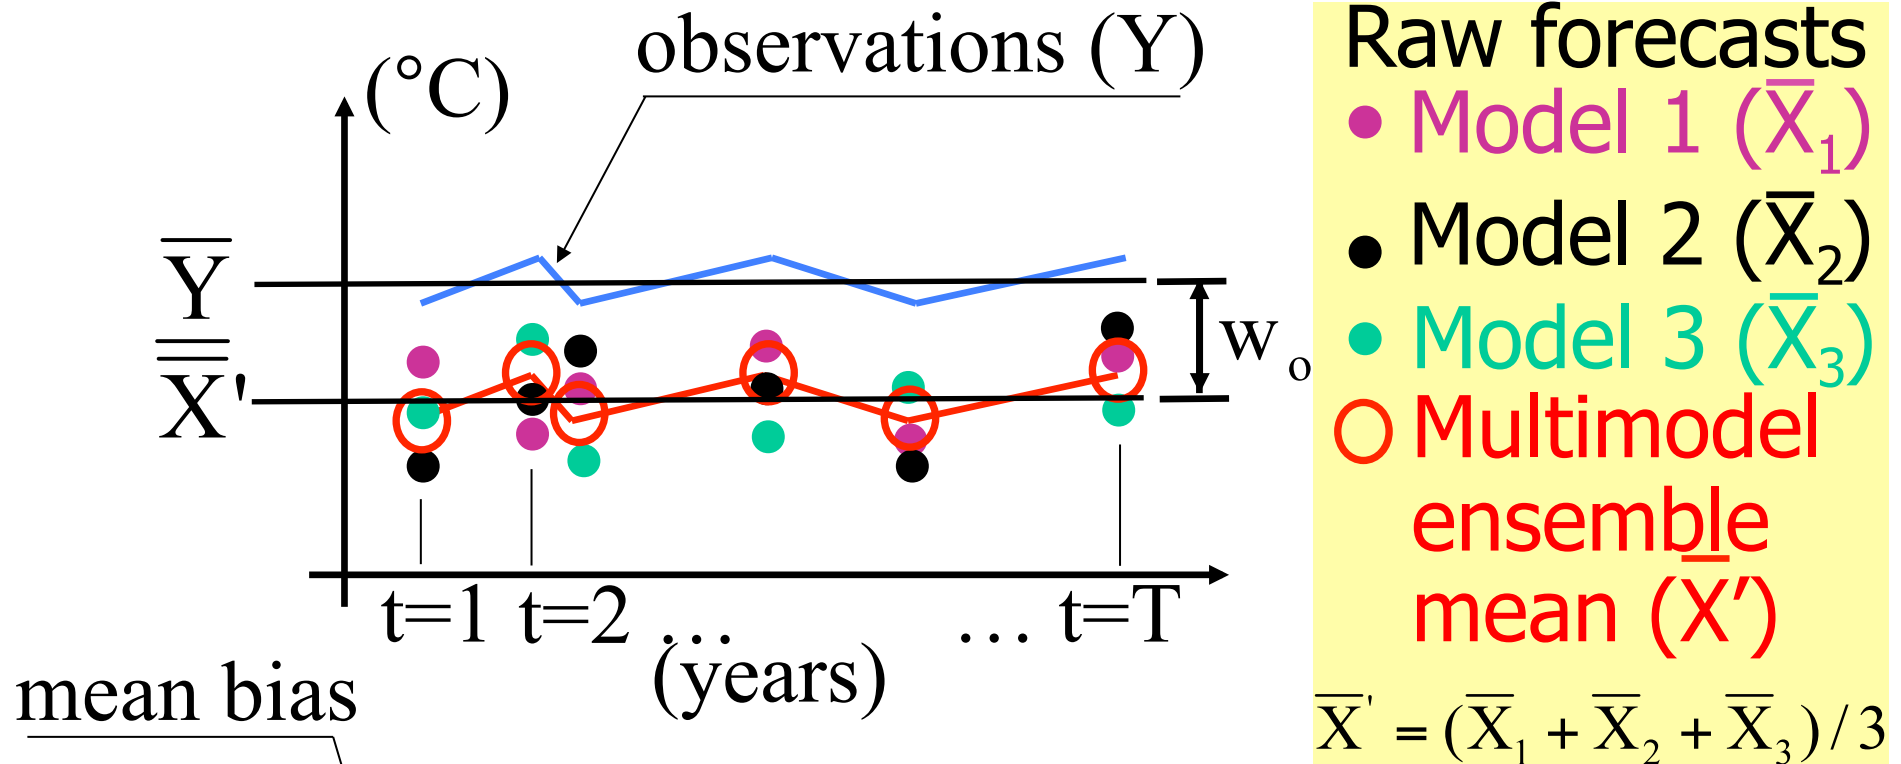 observations (Y)
(°C)
Y̅
X̿'
w₀
t=1 t=2 … … t=T
(years)
mean bias
Raw forecasts
• Model 1 (X̅₁)
• Model 2 (X̅₂)
• Model 3 (X̅₃)
○ Multimodel
ensemble
mean (X̅′)
X̅' = (X̅₁ + X̅₂ + X̅₃) / 3